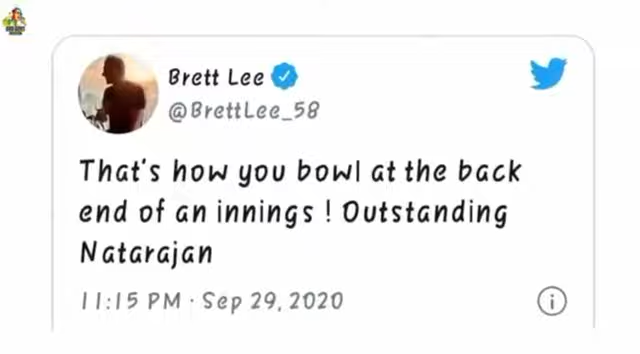 Brett Lee
@BrettLee_58
That's how you bowl at the back
end of an innings ! Outstanding
Natarajan
11:15 PM · Sep 29, 2020